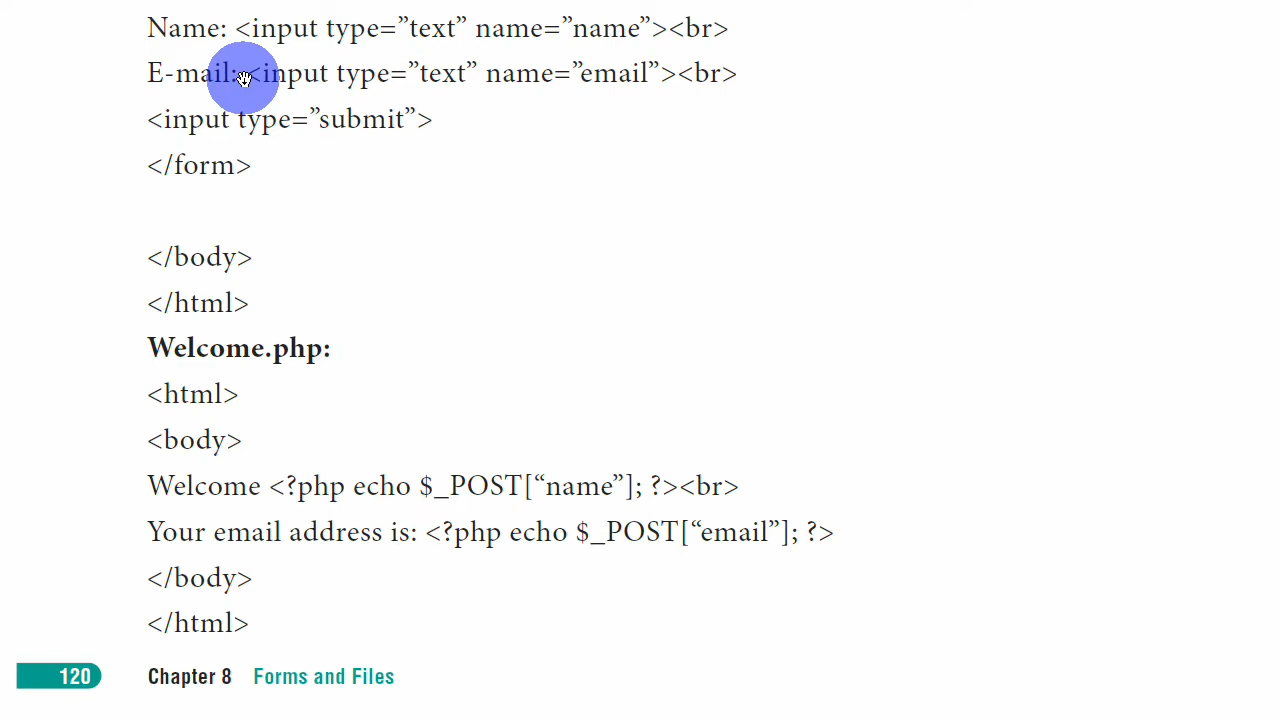 Name: <input type=”text” name=”name”><br>
E-mail: <input type=”text” name=”email”><br>
<input type=”submit”>
</form>
</body>
</html>
Welcome.php:
<html>
<body>
Welcome <?php echo $_POST[“name”]; ?><br>
Your email address is: <?php echo $_POST[“email”]; ?>
</body>
</html>
120 Chapter 8 Forms and Files